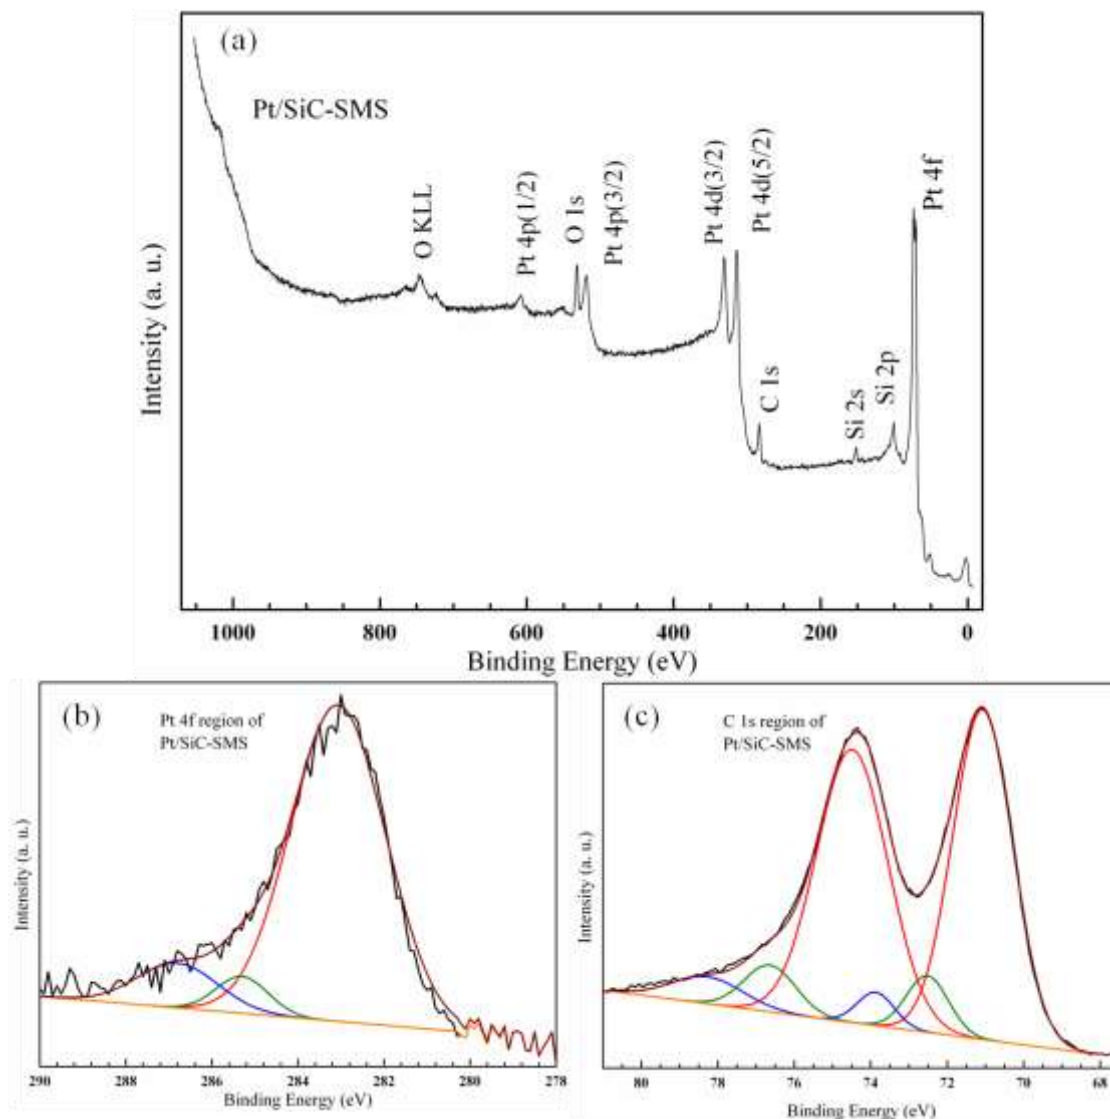 (a)
Pt/SiC-SMS
O KLL
Pt 4p(1/2)
O 1s
Pt 4p(3/2)
Pt 4d(3/2)
Pt 4d(5/2)
C 1s
Si 2s
Si 2p
Pt 4f
Intensity (a. u.)
1000 800 600 400 200 0
Binding Energy (eV)
(b)
Pt 4f region of
Pt/SiC-SMS
Intensity (a. u.)
290 288 286 284 282 280 278
Binding Energy (eV)
(c)
C 1s region of
Pt/SiC-SMS
Intensity (a. u.)
80 78 76 74 72 70 68
Binding Energy (eV)